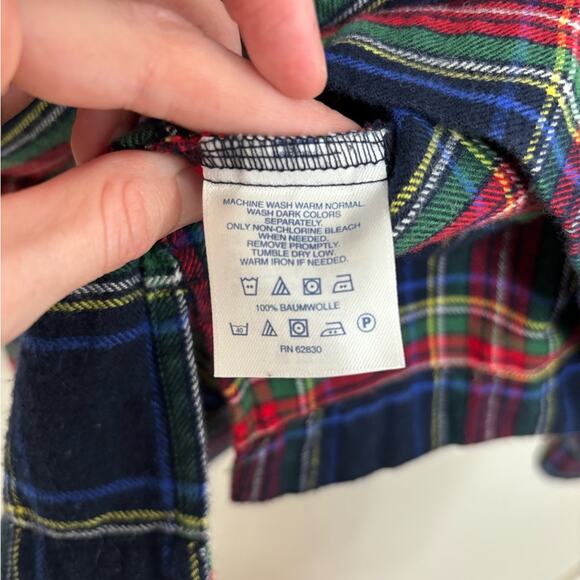 MACHINE WASH WARM NORMAL.
WASH DARK COLORS
SEPARATELY.
ONLY NON-CHLORINE BLEACH
WHEN NEEDED.
REMOVE PROMPTLY.
TUMBLE DRY LOW.
WARM IRON IF NEEDED.
100% BAUMWOLLE
40 P
RN 62830